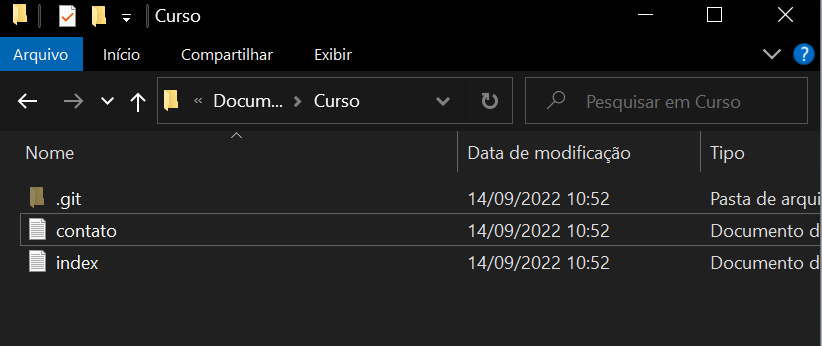 Curso
Arquivo Início Compartilhar Exibir ?
« Docum... > Curso Pesquisar em Curso
Nome Data de modificação Tipo
.git 14/09/2022 10:52 Pasta de arqui
contato 14/09/2022 10:52 Documento d
index 14/09/2022 10:52 Documento d